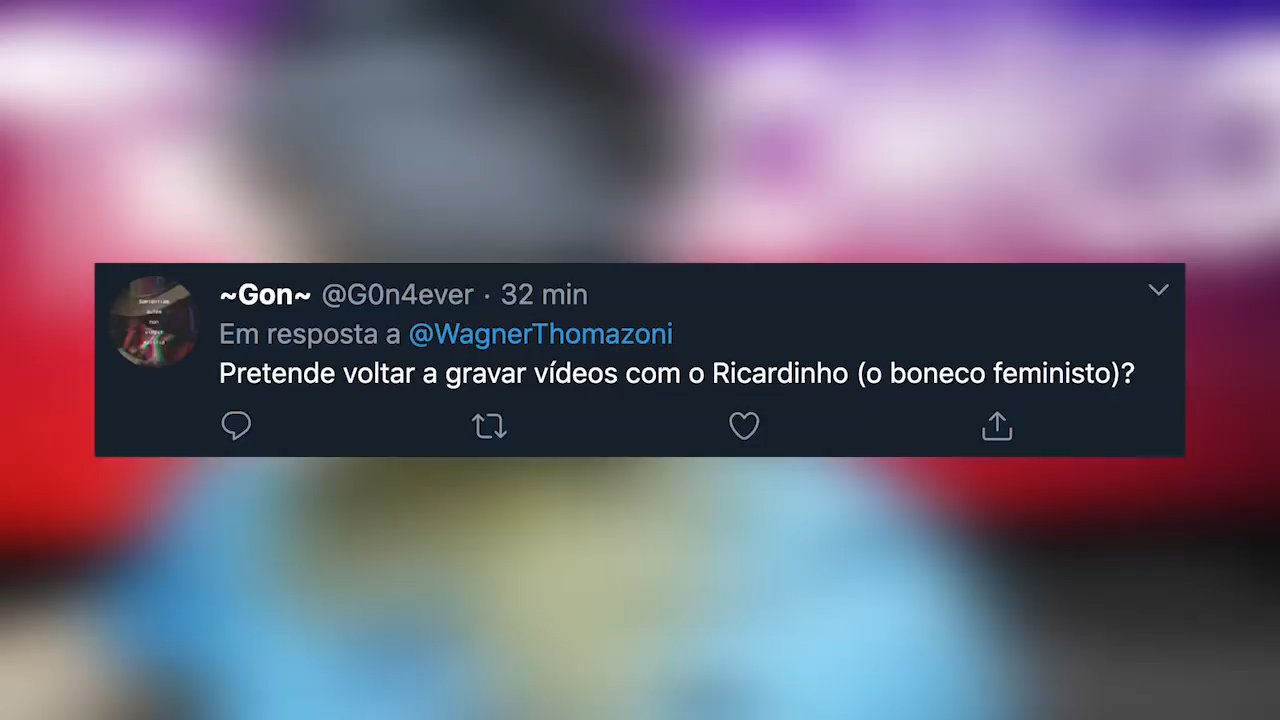 ~Gon~ @G0n4ever · 32 min
Em resposta a @WagnerThomazoni
Pretende voltar a gravar vídeos com o Ricardinho (o boneco feministo)?